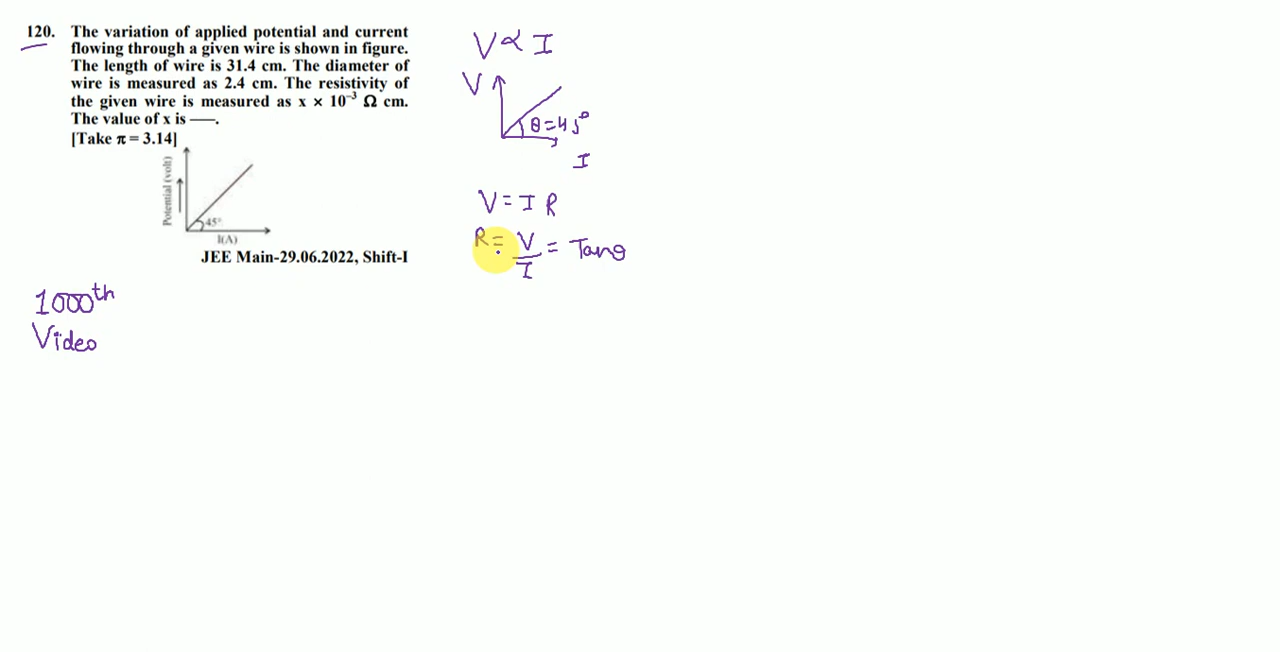 120. The variation of applied potential and current
flowing through a given wire is shown in figure.
The length of wire is 31.4 cm. The diameter of
wire is measured as 2.4 cm. The resistivity of
the given wire is measured as x × 10⁻³ Ω cm.
The value of x is —.
[Take π = 3.14]
Potential (volt)
45°
I(A)
JEE Main-29.06.2022, Shift-I
1000th
Video
V ∝ I
V
θ=45°
I
V = I R
R = V/I = Tanθ